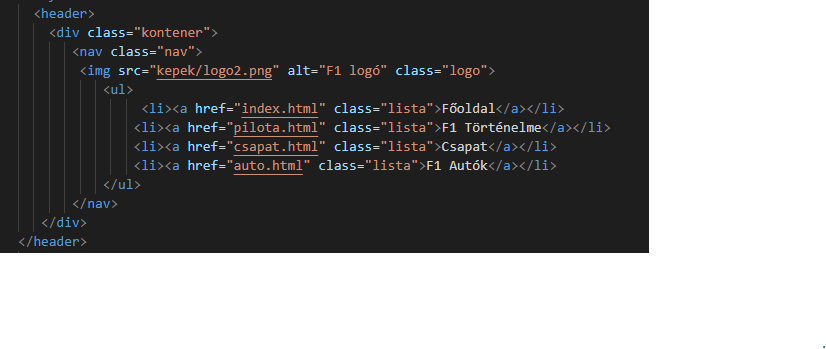 <header>
<div class="kontener">
<nav class="nav">
<img src="kepek/logo2.png" alt="F1 logó" class="logo">
<ul>
<li><a href="index.html" class="lista">Főoldal</a></li>
<li><a href="pilota.html" class="lista">F1 Történelme</a></li>
<li><a href="csapat.html" class="lista">Csapat</a></li>
<li><a href="auto.html" class="lista">F1 Autók</a></li>
</ul>
</nav>
</div>
</header>